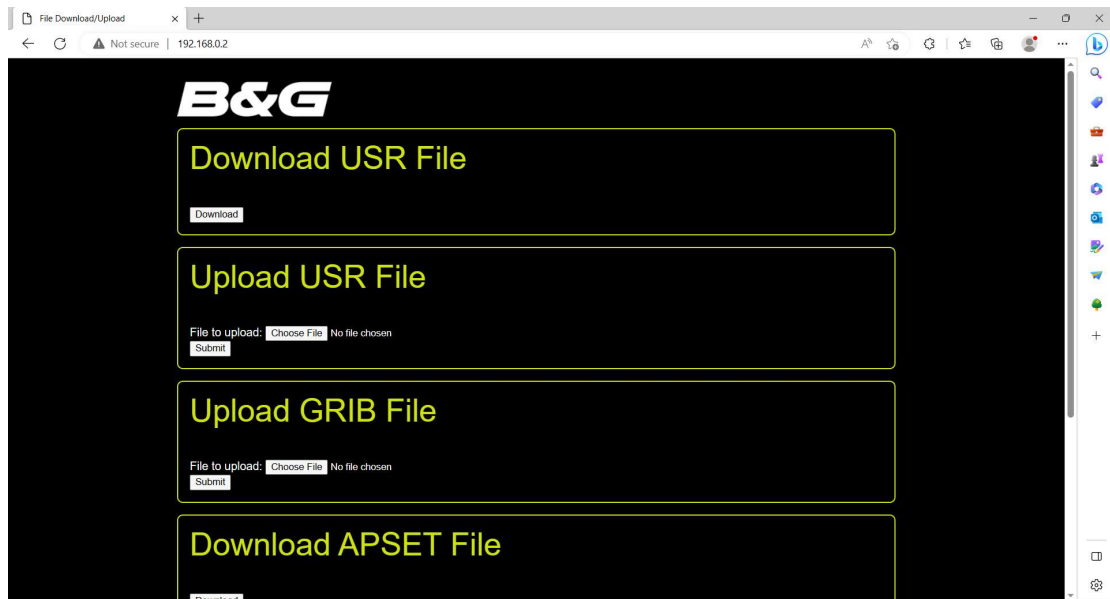 File Download/Upload
Not secure | 192.168.0.2
B&G
Download USR File
Download
Upload USR File
File to upload: Choose File No file chosen
Submit
Upload GRIB File
File to upload: Choose File No file chosen
Submit
Download APSET File
Download